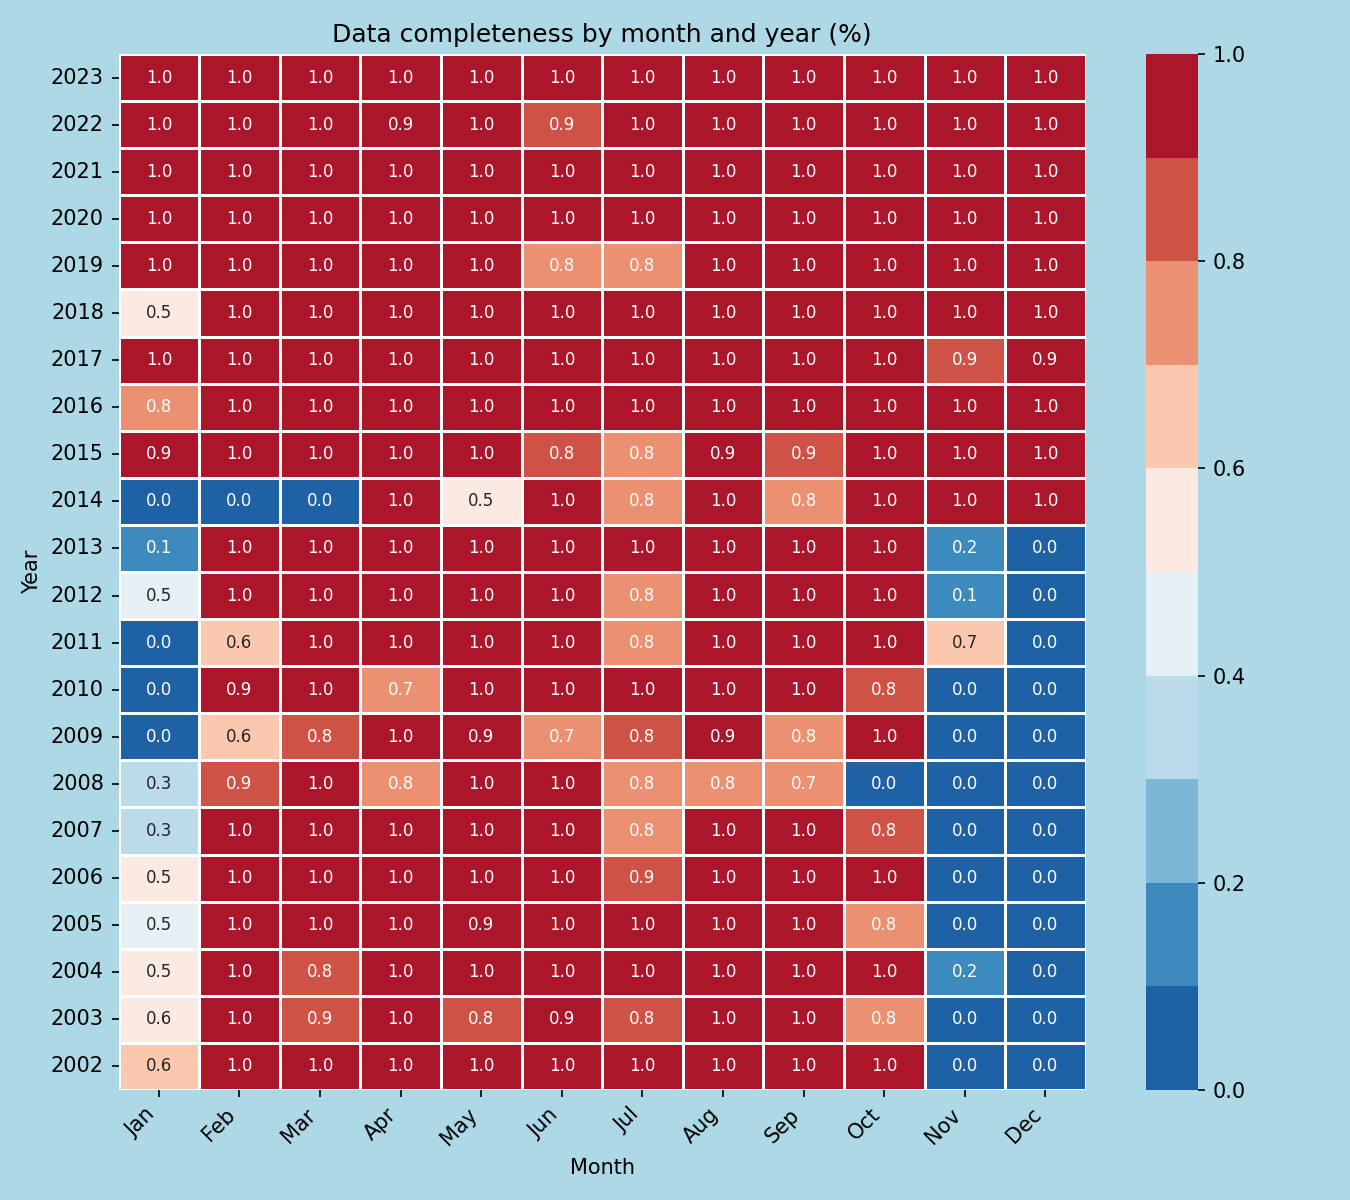 Data completeness by month and year (%)
2023 1.0 1.0 1.0 1.0 1.0 1.0 1.0 1.0 1.0 1.0 1.0 1.0
2022 1.0 1.0 1.0 0.9 1.0 0.9 1.0 1.0 1.0 1.0 1.0 1.0
2021 1.0 1.0 1.0 1.0 1.0 1.0 1.0 1.0 1.0 1.0 1.0 1.0
2020 1.0 1.0 1.0 1.0 1.0 1.0 1.0 1.0 1.0 1.0 1.0 1.0
2019 1.0 1.0 1.0 1.0 1.0 0.8 0.8 1.0 1.0 1.0 1.0 1.0
2018 0.5 1.0 1.0 1.0 1.0 1.0 1.0 1.0 1.0 1.0 1.0 1.0
2017 1.0 1.0 1.0 1.0 1.0 1.0 1.0 1.0 1.0 1.0 0.9 0.9
2016 0.8 1.0 1.0 1.0 1.0 1.0 1.0 1.0 1.0 1.0 1.0 1.0
2015 0.9 1.0 1.0 1.0 1.0 0.8 0.8 0.9 0.9 1.0 1.0 1.0
2014 0.0 0.0 0.0 1.0 0.5 1.0 0.8 1.0 0.8 1.0 1.0 1.0
2013 0.1 1.0 1.0 1.0 1.0 1.0 1.0 1.0 1.0 1.0 0.2 0.0
2012 0.5 1.0 1.0 1.0 1.0 1.0 0.8 1.0 1.0 1.0 0.1 0.0
2011 0.0 0.6 1.0 1.0 1.0 1.0 0.8 1.0 1.0 1.0 0.7 0.0
2010 0.0 0.9 1.0 0.7 1.0 1.0 1.0 1.0 1.0 0.8 0.0 0.0
2009 0.0 0.6 0.8 1.0 0.9 0.7 0.8 0.9 0.8 1.0 0.0 0.0
2008 0.3 0.9 1.0 0.8 1.0 1.0 0.8 0.8 0.7 0.0 0.0 0.0
2007 0.3 1.0 1.0 1.0 1.0 1.0 0.8 1.0 1.0 0.8 0.0 0.0
2006 0.5 1.0 1.0 1.0 1.0 1.0 0.9 1.0 1.0 1.0 0.0 0.0
2005 0.5 1.0 1.0 1.0 0.9 1.0 1.0 1.0 1.0 0.8 0.0 0.0
2004 0.5 1.0 0.8 1.0 1.0 1.0 1.0 1.0 1.0 1.0 0.2 0.0
2003 0.6 1.0 0.9 1.0 0.8 0.9 0.8 1.0 1.0 0.8 0.0 0.0
2002 0.6 1.0 1.0 1.0 1.0 1.0 1.0 1.0 1.0 1.0 0.0 0.0
Jan Feb Mar Apr May Jun Jul Aug Sep Oct Nov Dec
Month
Year
1.0
0.8
0.6
0.4
0.2
0.0